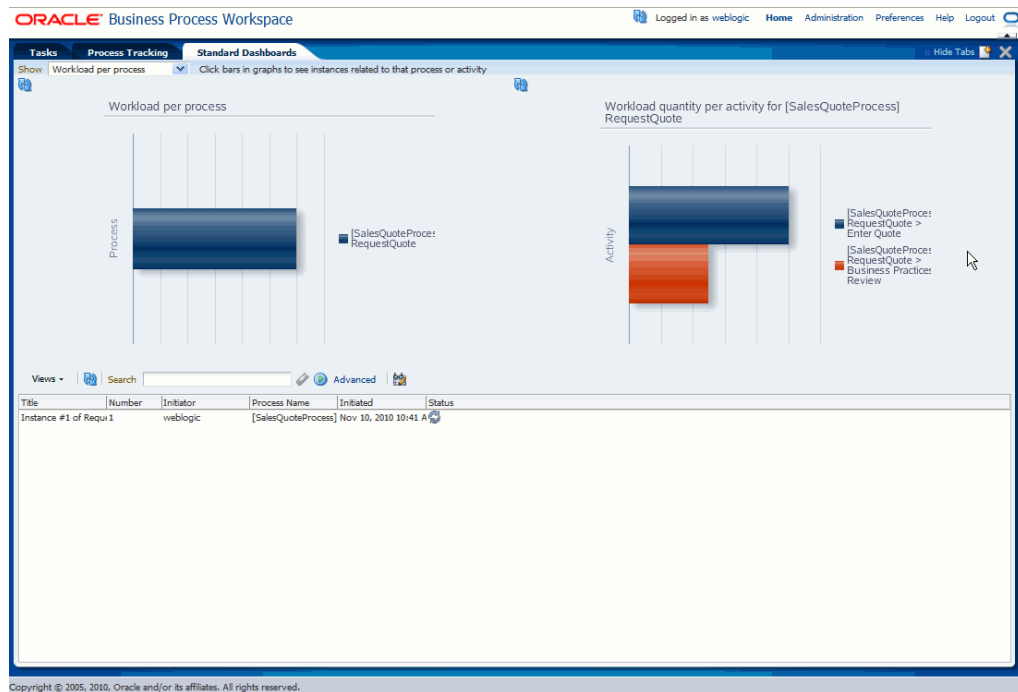 ORACLE Business Process Workspace
Logged in as weblogic Home Administration Preferences Help Logout
Tasks Process Tracking Standard Dashboards
Hide Tabs
Show Workload per process Click bars in graphs to see instances related to that process or activity
Workload per process
Process
[SalesQuoteProces
RequestQuote
Workload quantity per activity for [SalesQuoteProcess]
RequestQuote
Activity
[SalesQuoteProces
RequestQuote >
Enter Quote
[SalesQuoteProces
RequestQuote >
Business Practices
Review
Views Search Advanced
Title Number Initiator Process Name Initiated Status
Instance #1 of Reque 1 weblogic [SalesQuoteProcess] Nov 10, 2010 10:41 A
Copyright © 2005, 2010, Oracle and/or its affiliates. All rights reserved.